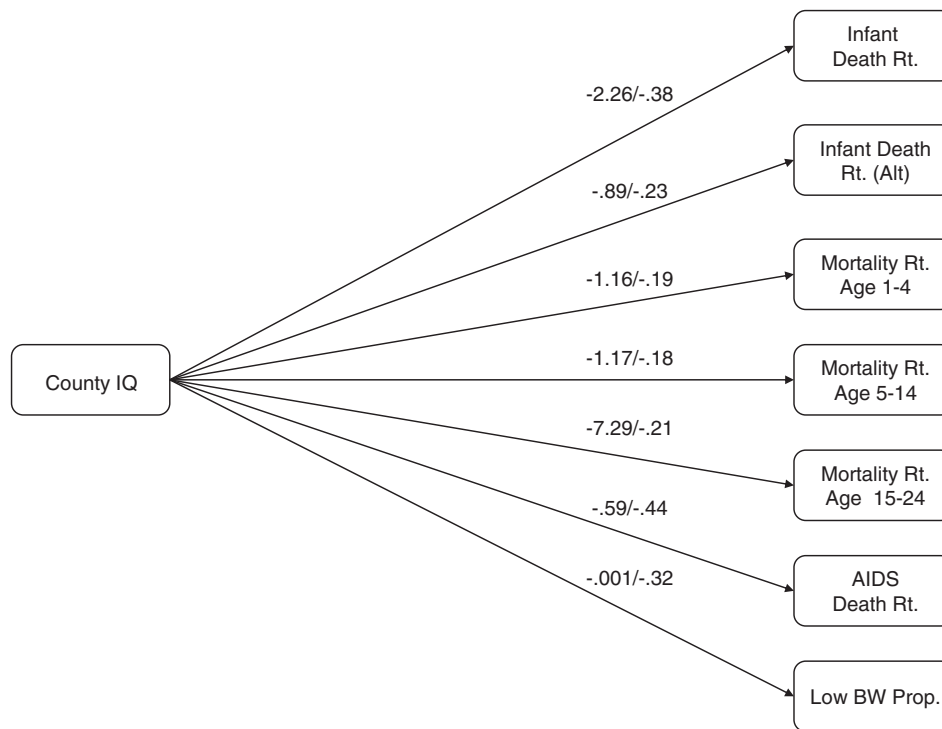 Infant
Death Rt.
-2.26/-.38
Infant Death
Rt. (Alt)
-.89/-.23
Mortality Rt.
Age 1-4
-1.16/-.19
County IQ
-1.17/-.18
Mortality Rt.
Age 5-14
-7.29/-.21
Mortality Rt.
Age 15-24
-.59/-.44
AIDS
Death Rt.
-.001/-.32
Low BW Prop.